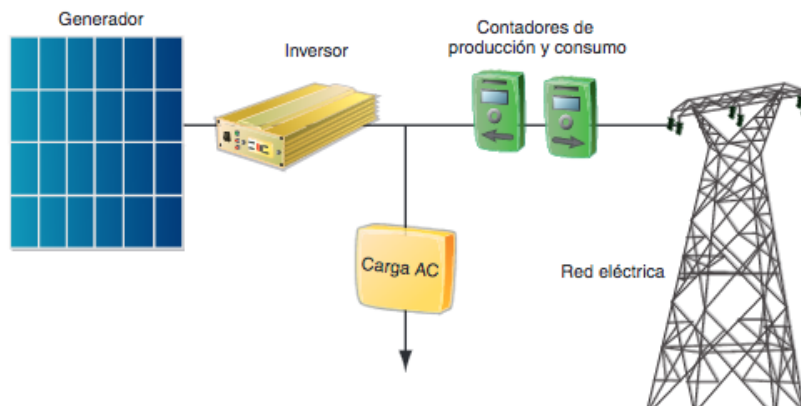 Generador
Inversor
Contadores de
producción y consumo
Carga AC
Red eléctrica